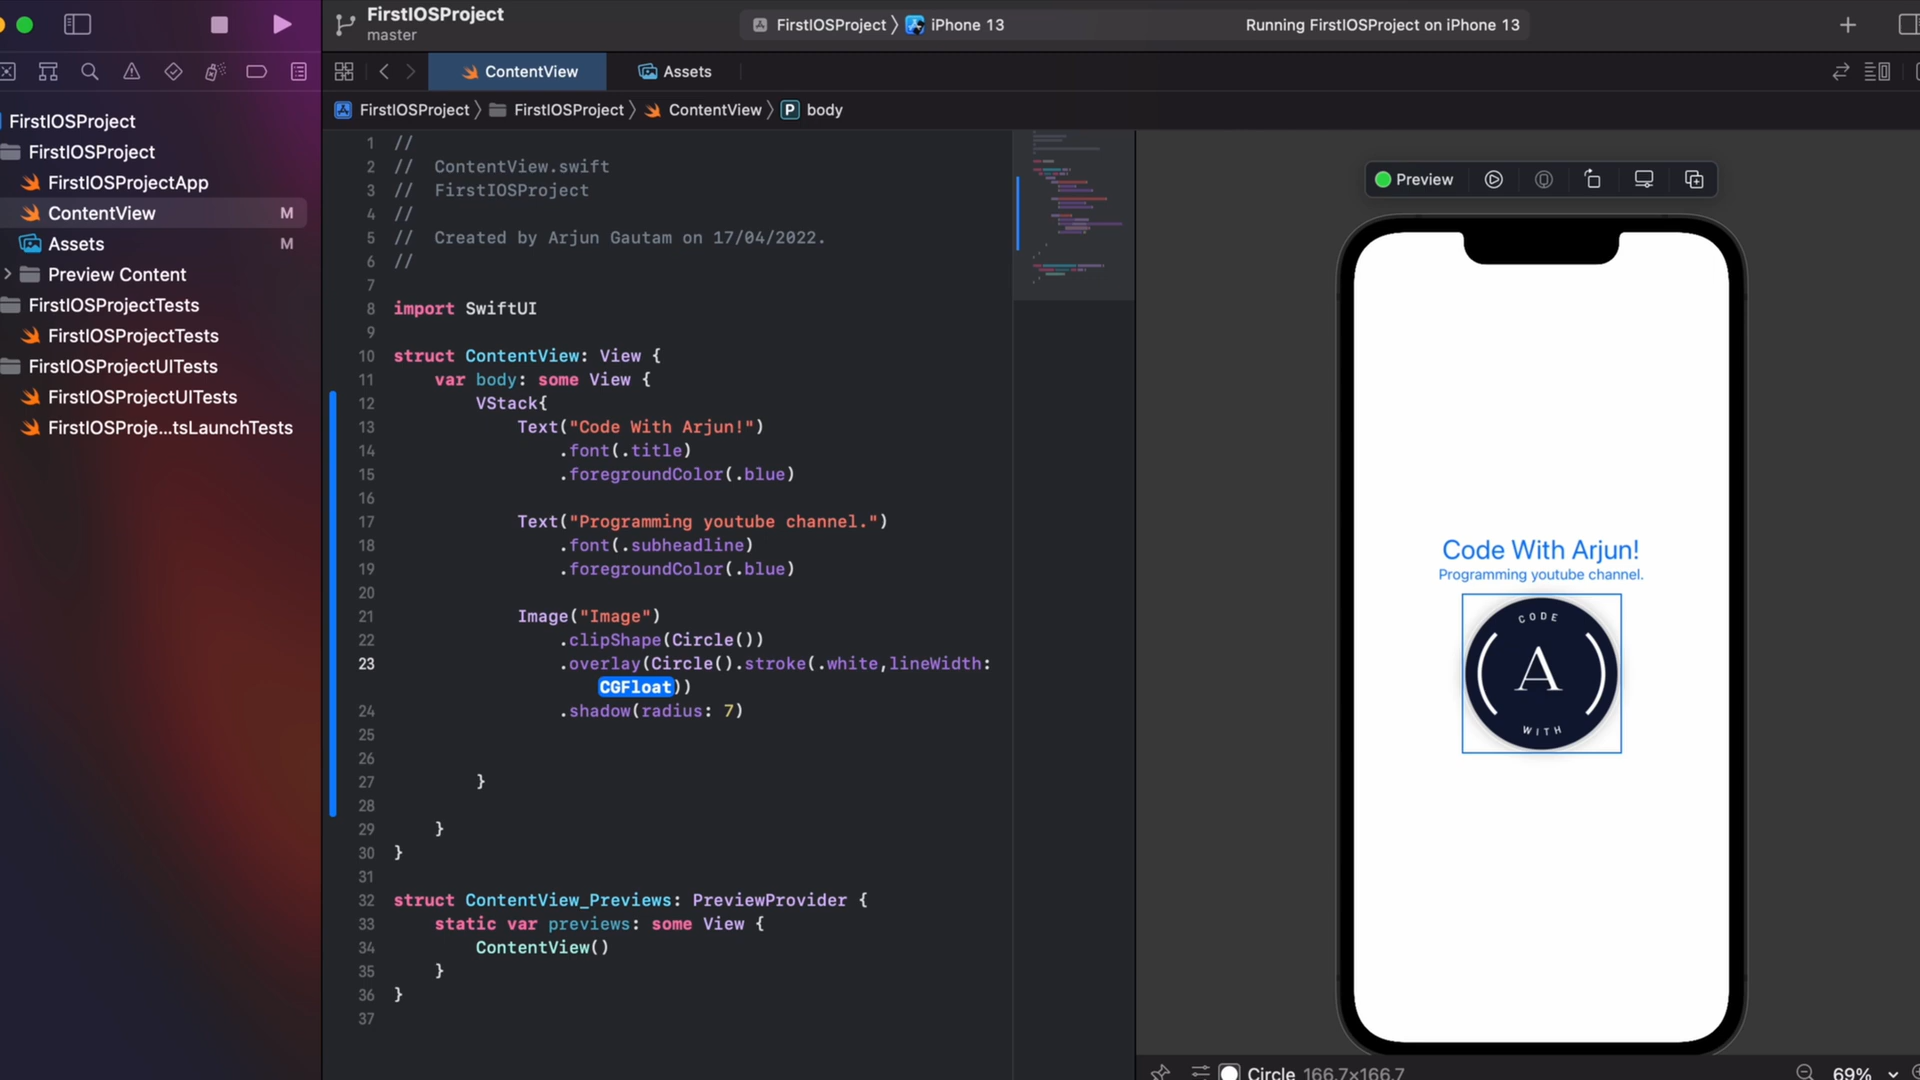 FirstIOSProject
master
FirstIOSProject 〉 iPhone 13
Running FirstIOSProject on iPhone 13
ContentView
Assets
FirstIOSProject 〉 FirstIOSProject 〉 ContentView 〉 P body
FirstIOSProject
FirstIOSProject
FirstIOSProjectApp
ContentView M
Assets M
Preview Content
FirstIOSProjectTests
FirstIOSProjectTests
FirstIOSProjectUITests
FirstIOSProjectUITests
FirstIOSProje...tsLaunchTests
1 //
2 //  ContentView.swift
3 //  FirstIOSProject
4 //
5 //  Created by Arjun Gautam on 17/04/2022.
6 //
7
8 import SwiftUI
9
10 struct ContentView: View {
11     var body: some View {
12         VStack{
13             Text("Code With Arjun!")
14                 .font(.title)
15                 .foregroundColor(.blue)
16
17             Text("Programming youtube channel.")
18                 .font(.subheadline)
19                 .foregroundColor(.blue)
20
21             Image("Image")
22                 .clipShape(Circle())
23                 .overlay(Circle().stroke(.white,lineWidth:
                    CGFloat))
24                 .shadow(radius: 7)
25
26
27         }
28
29     }
30 }
31
32 struct ContentView_Previews: PreviewProvider {
33     static var previews: some View {
34         ContentView()
35     }
36 }
37
Preview
Code With Arjun!
Programming youtube channel.
CODE
A
WITH
Circle 166.7×166.7
69%